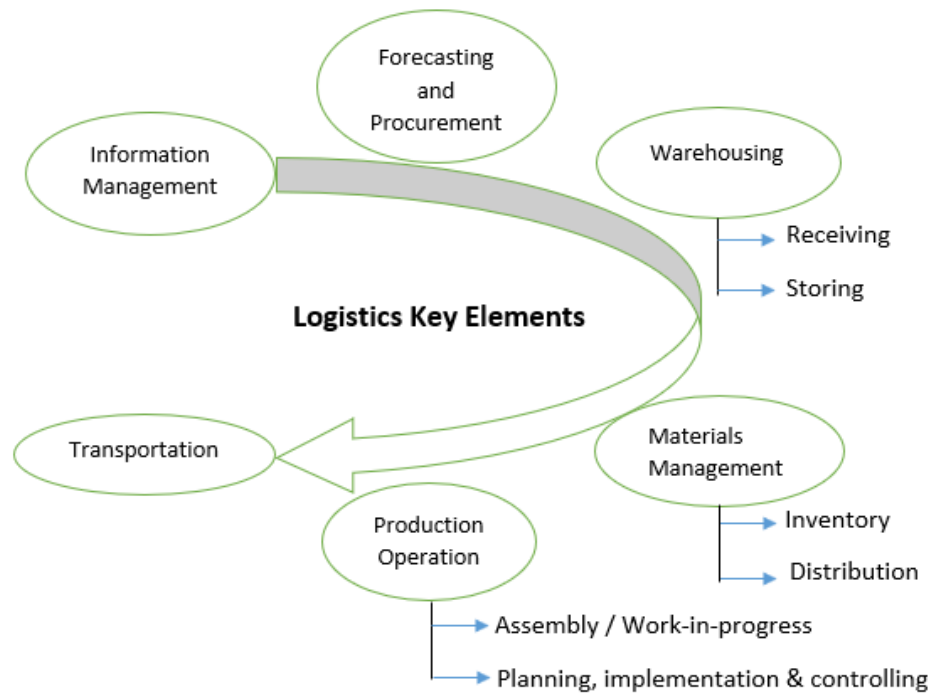 Forecasting
and
Procurement
Information
Management
Warehousing
Receiving
Storing
Logistics Key Elements
Transportation
Materials
Management
Inventory
Distribution
Production
Operation
Assembly / Work-in-progress
Planning, implementation & controlling